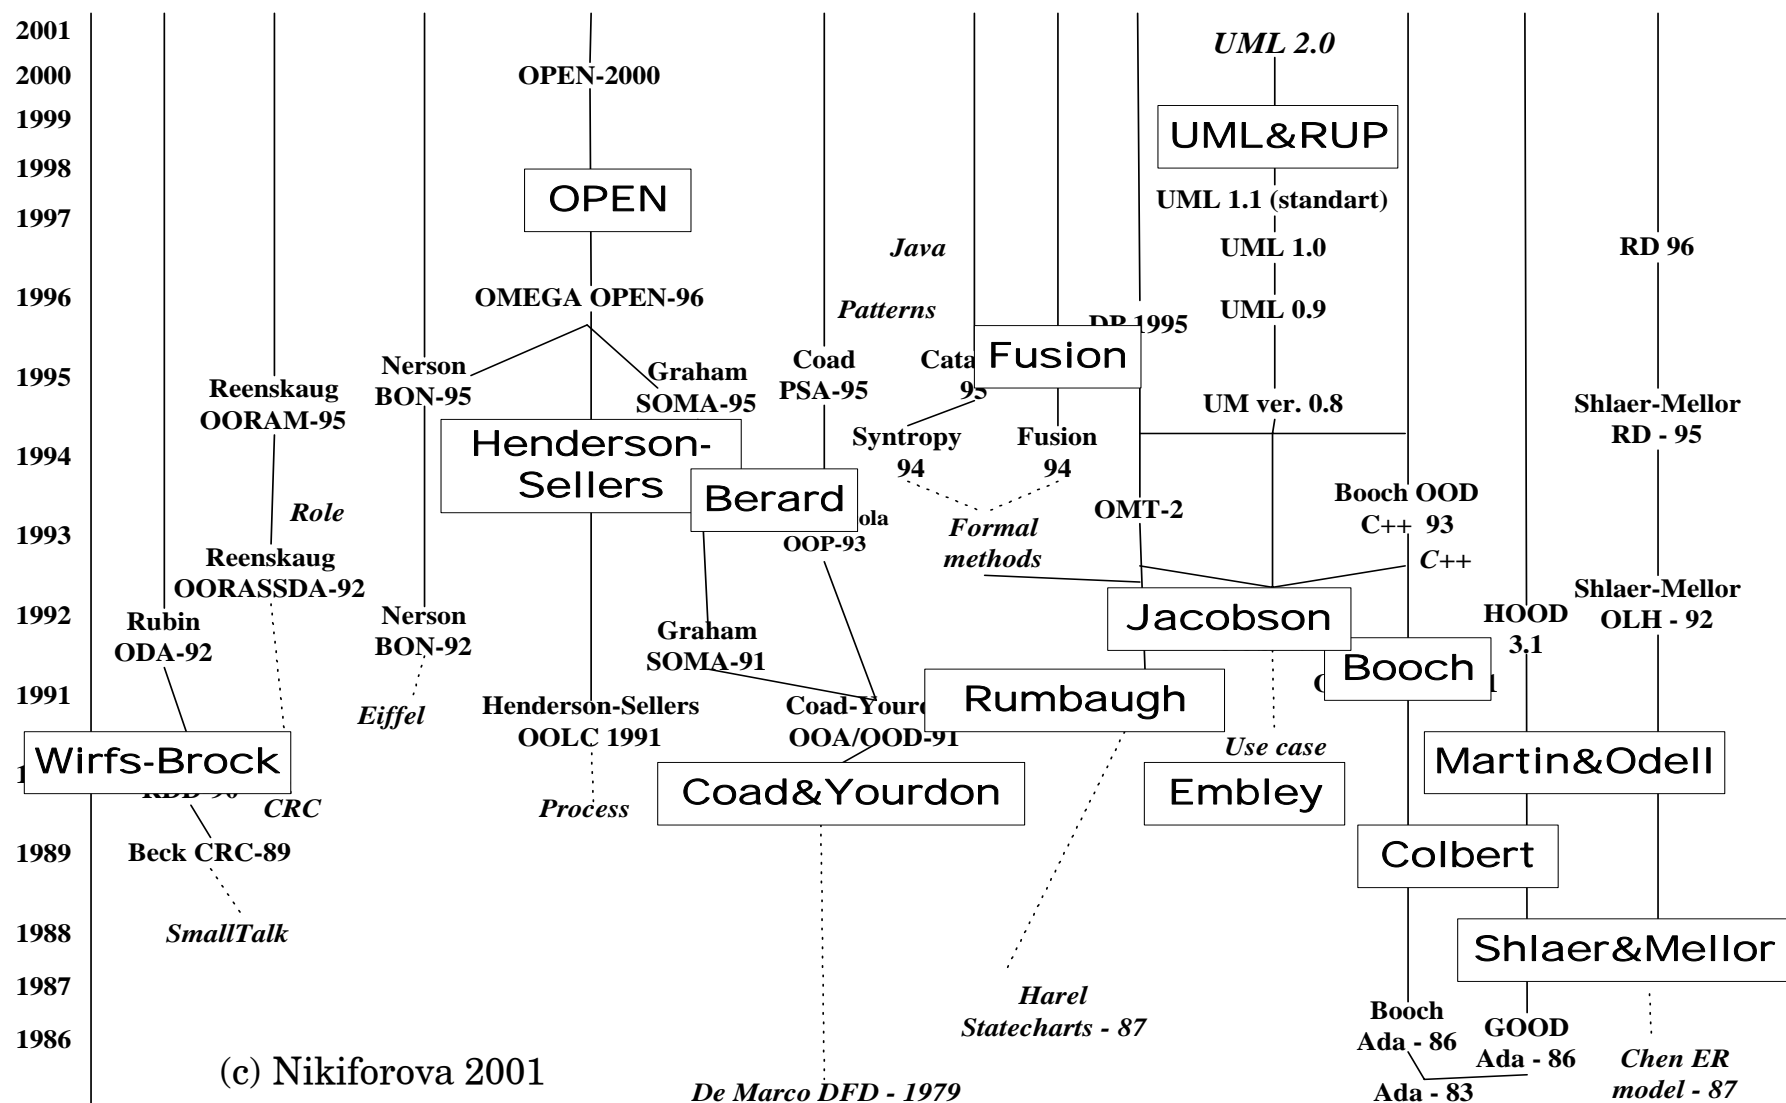 2001
UML 2.0
2000
OPEN-2000
1999
UML&RUP
1998
OPEN
UML 1.1 (standart)
1997
Java
UML 1.0
RD 96
1996
OMEGA OPEN-96
Patterns
UML 0.9
1995
Fusion
1995
Nerson
BON-95
Reenskaug
OORAM-95
Graham
SOMA-95
Coad
PSA-95
95
UM ver. 0.8
Shlaer-Mellor
RD - 95
1994
Henderson-
Sellers
Syntropy
94
Fusion
94
Berard
OOP-93
Role
1993
Formal
methods
OMT-2
Booch OOD
C++ 93
C++
Reenskaug
OORASSDA-92
1992
Rubin
ODA-92
Nerson
BON-92
Graham
SOMA-91
Jacobson
HOOD
3.1
Shlaer-Mellor
OLH - 92
Booch
1991
Eiffel
Henderson-Sellers
OOLC 1991
Coad-Your
OOA/OOD-91
Rumbaugh
Use case
Wirfs-Brock
CRC
Process
Coad&Yourdon
Embley
Martin&Odell
1989
Beck CRC-89
Colbert
1988
SmallTalk
Shlaer&Mellor
1987
Harel
Statecharts - 87
1986
Booch
Ada - 86
GOOD
Ada - 86
(c) Nikiforova 2001
De Marco DFD - 1979
Ada - 83
Chen ER
model - 87